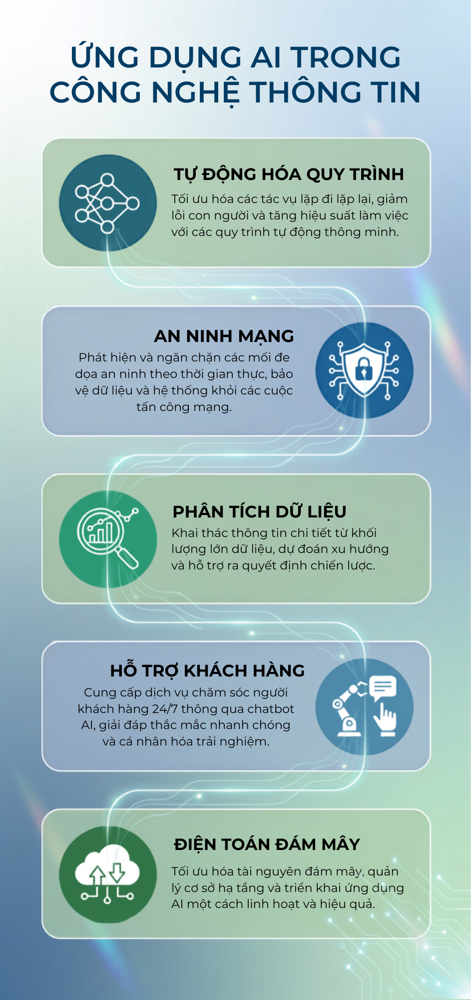 ỨNG DỤNG AI TRONG
CÔNG NGHỆ THÔNG TIN
TỰ ĐỘNG HÓA QUY TRÌNH
Tối ưu hóa các tác vụ lặp đi lặp lại, giảm
lỗi con người và tăng hiệu suất làm việc
với các quy trình tự động thông minh.
AN NINH MẠNG
Phát hiện và ngăn chặn các mối đe
dọa an ninh theo thời gian thực, bảo
vệ dữ liệu và hệ thống khỏi các cuộc
tấn công mạng.
PHÂN TÍCH DỮ LIỆU
Khai thác thông tin chi tiết từ khối
lượng lớn dữ liệu, dự đoán xu hướng
và hỗ trợ ra quyết định chiến lược.
HỖ TRỢ KHÁCH HÀNG
Cung cấp dịch vụ chăm sóc người
khách hàng 24/7 thông qua chatbot
AI, giải đáp thắc mắc nhanh chóng
và cá nhân hóa trải nghiệm.
ĐIỆN TOÁN ĐÁM MÂY
Tối ưu hóa tài nguyên đám mây, quản
lý cơ sở hạ tầng và triển khai ứng dụng
AI một cách linh hoạt và hiệu quả.